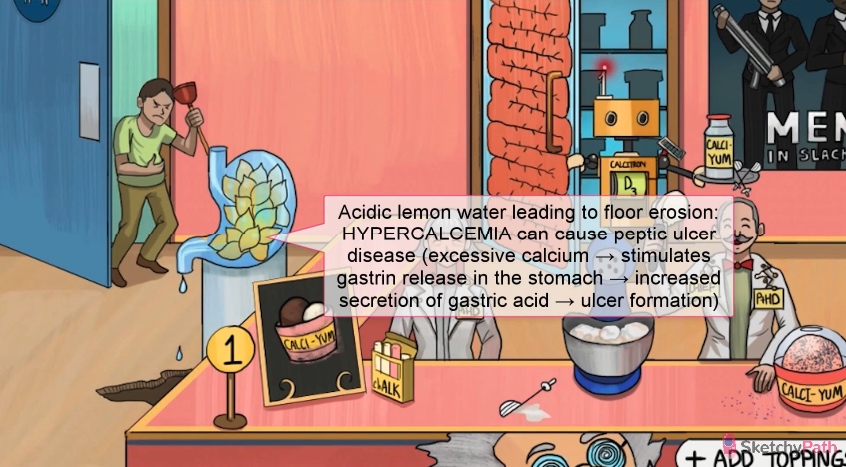 CALCI-
YUM
MEN
IN SLACK
CALCITRON
D3
Acidic lemon water leading to floor erosion:
HYPERCALCEMIA can cause peptic ulcer
disease (excessive calcium → stimulates
gastrin release in the stomach → increased
secretion of gastric acid → ulcer formation)
PHD
PHD
1
CALCI-YUM
CHALK
CALCI-YUM
SketchyPath
+ ADD TOPPINGS